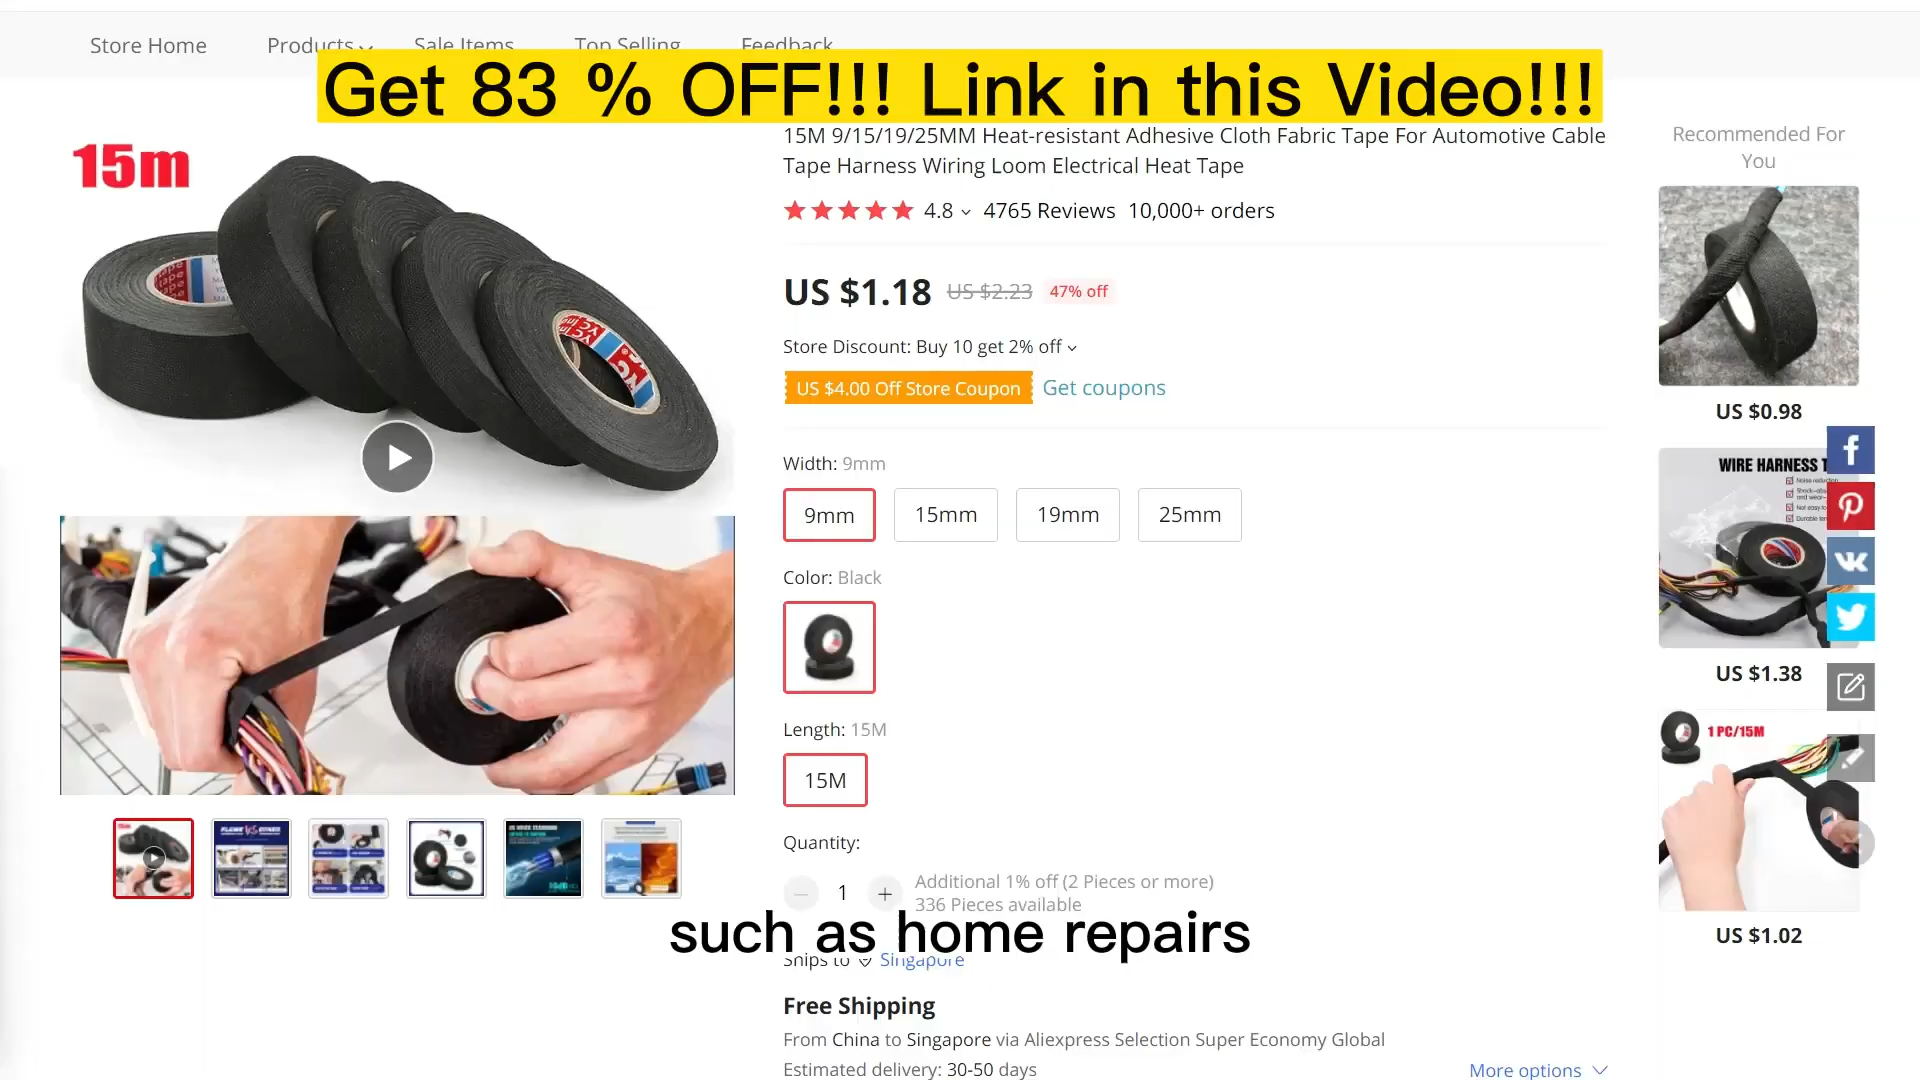 Store Home
Products
Sale Items
Top Selling
Feedback
Get 83 % OFF!!! Link in this Video!!!
15m
15M 9/15/19/25MM Heat-resistant Adhesive Cloth Fabric Tape For Automotive Cable
Tape Harness Wiring Loom Electrical Heat Tape
4.8
4765 Reviews
10,000+ orders
US $1.18
US $2.23
47% off
Store Discount: Buy 10 get 2% off
US $4.00 Off Store Coupon
Get coupons
Width: 9mm
9mm
15mm
19mm
25mm
Color: Black
Length: 15M
15M
Quantity:
1
Additional 1% off (2 Pieces or more)
336 Pieces available
such as home repairs
Ships to
Singapore
Free Shipping
From China to Singapore via Aliexpress Selection Super Economy Global
Estimated delivery: 30-50 days
More options
Recommended For
You
US $0.98
WIRE HARNESS T
US $1.38
1 PC/15M
US $1.02